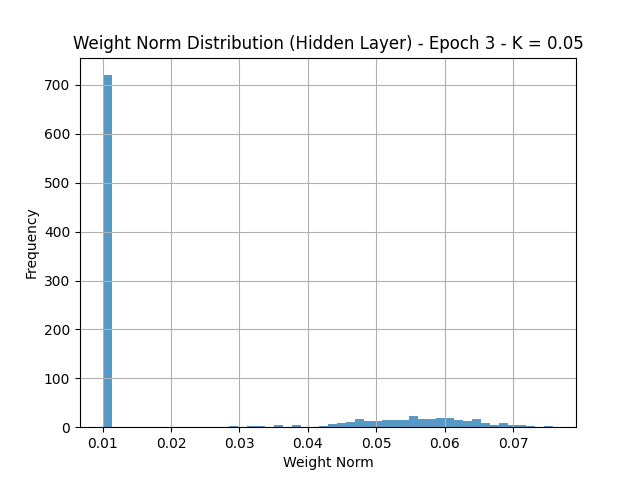 Weight Norm Distribution (Hidden Layer) - Epoch 3 - K = 0.05
700
600
500
400
300
200
100
0
Frequency
0.01 0.02 0.03 0.04 0.05 0.06 0.07
Weight Norm